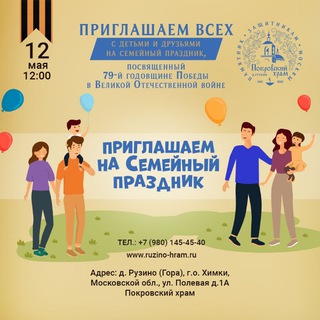 ПРИГЛАШАЕМ ВСЕХ
С ДЕТЬМИ И ДРУЗЬЯМИ
НА СЕМЕЙНЫЙ ПРАЗДНИК,
ПОСВЯЩЕННЫЙ
79-Й ГОДОВЩИНЕ ПОБЕДЫ
В ВЕЛИКОЙ ОТЕЧЕСТВЕННОЙ ВОЙНЕ
12
мая
12:00
ЗАЩИТНИКАМ МОСКВЫ
Покровский
храм
ПРИГЛАШАЕМ
НА СЕМЕЙНЫЙ
ПРАЗДНИК
ТЕЛ.: +7 (980) 145-45-40
www.ruzino-hram.ru
Адрес: д. Рузино (Гора), г.о. Химки,
Московской обл., ул. Полевая д.1А
Покровский храм